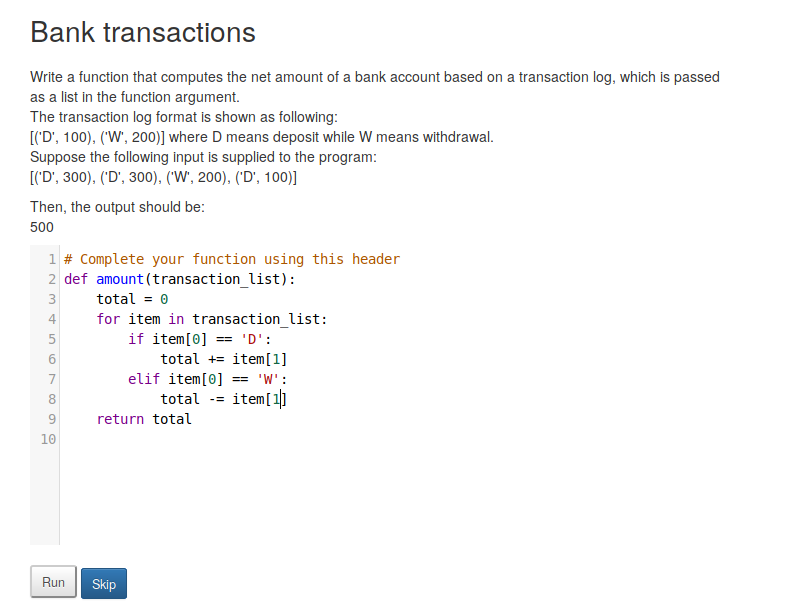 Bank transactions
Write a function that computes the net amount of a bank account based on a transaction log, which is passed
as a list in the function argument.
The transaction log format is shown as following:
[('D', 100), ('W', 200)] where D means deposit while W means withdrawal.
Suppose the following input is supplied to the program:
[('D', 300), ('D', 300), ('W', 200), ('D', 100)]
Then, the output should be:
500
1 # Complete your function using this header
2 def amount(transaction_list):
3     total = 0
4     for item in transaction_list:
5         if item[0] == 'D':
6             total += item[1]
7         elif item[0] == 'W':
8             total -= item[1]
9     return total
10
Run Skip